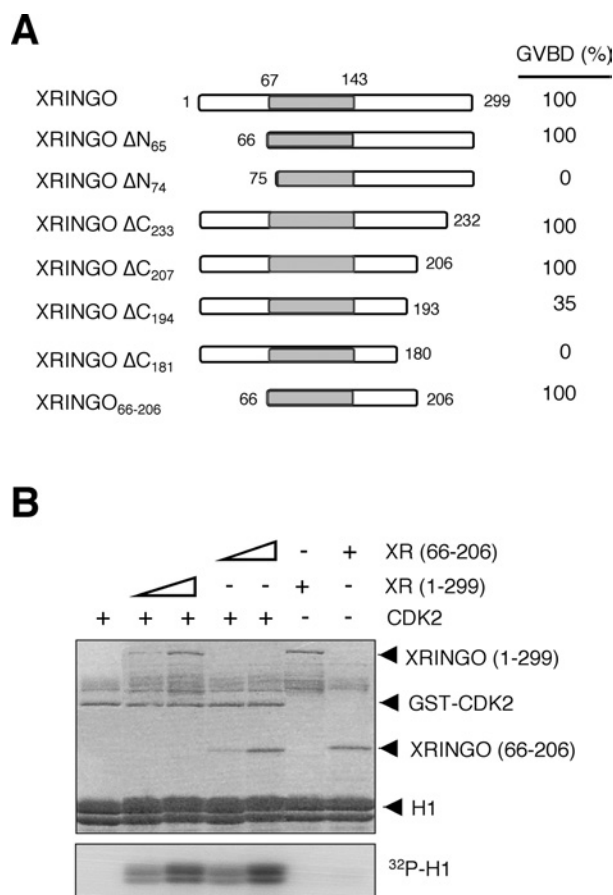 A
GVBD (%)
67 143
XRINGO 1 299 100
XRINGO ΔN₆₅ 66 100
XRINGO ΔN₇₄ 75 0
XRINGO ΔC₂₃₃ 232 100
XRINGO ΔC₂₀₇ 206 100
XRINGO ΔC₁₉₄ 193 35
XRINGO ΔC₁₈₁ 180 0
XRINGO₆₆₋₂₀₆ 66 206 100
B
- + XR (66-206)
- - + - XR (1-299)
+ + + + + - - CDK2
XRINGO (1-299)
GST-CDK2
XRINGO (66-206)
H1
³²P-H1